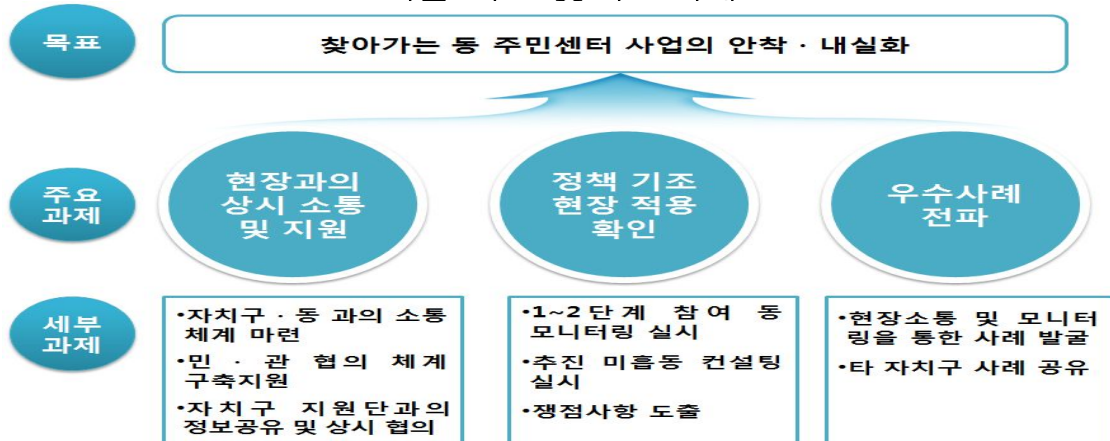 목표
찾아가는 동 주민센터 사업의 안착 · 내실화
주요
과제
현장과의
상시 소통
및 지원
정책 기조
현장 적용
확인
우수사례
전파
세부
과제
•자치구 · 동 과의 소통
체계 마련
•민 · 관 협의 체계
구축지원
•자치구 지원단과의
정보공유 및 상시 협의
•1~2단계 참여 동
모니터링 실시
•추진 미흡동 컨설팅
실시
•쟁점사항 도출
•현장소통 및 모니터
링을 통한 사례 발굴
•타 자치구 사례 공유